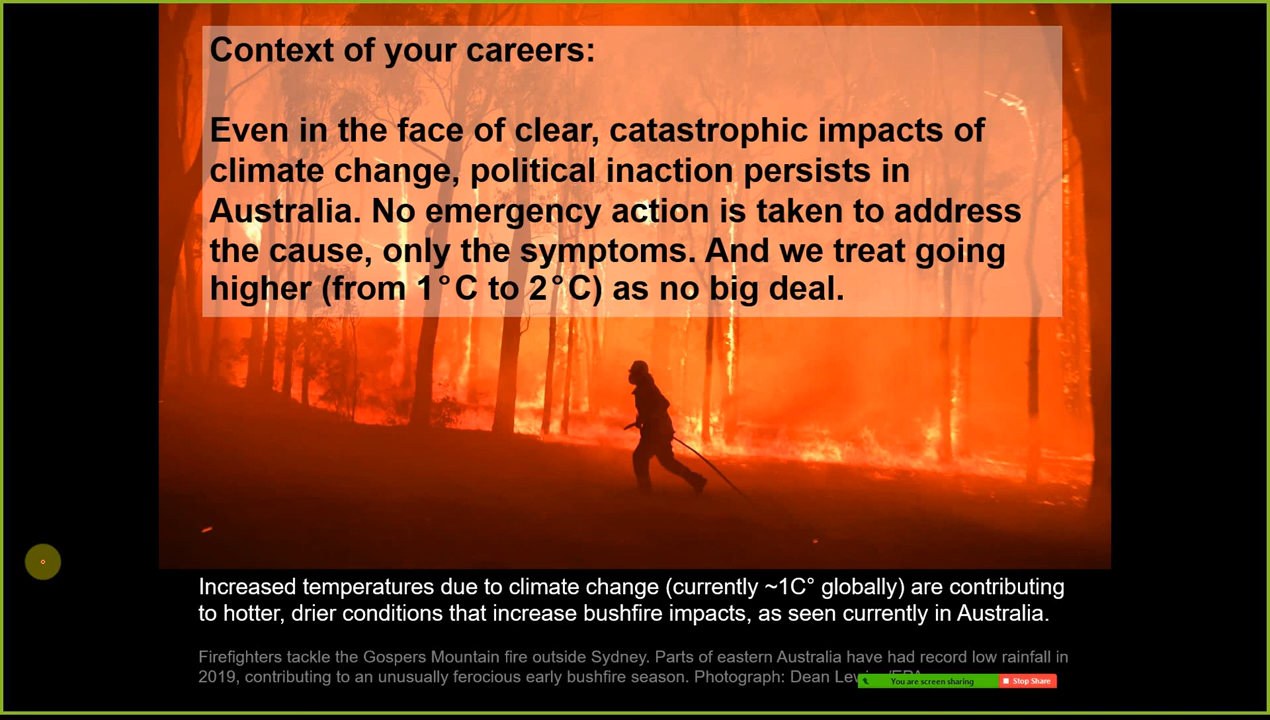 Context of your careers:
Even in the face of clear, catastrophic impacts of
climate change, political inaction persists in
Australia. No emergency action is taken to address
the cause, only the symptoms. And we treat going
higher (from 1°C to 2°C) as no big deal.
Increased temperatures due to climate change (currently ~1C° globally) are contributing
to hotter, drier conditions that increase bushfire impacts, as seen currently in Australia.
Firefighters tackle the Gospers Mountain fire outside Sydney. Parts of eastern Australia have had record low rainfall in
2019, contributing to an unusually ferocious early bushfire season. Photograph: Dean
You are screen sharing
Stop Share